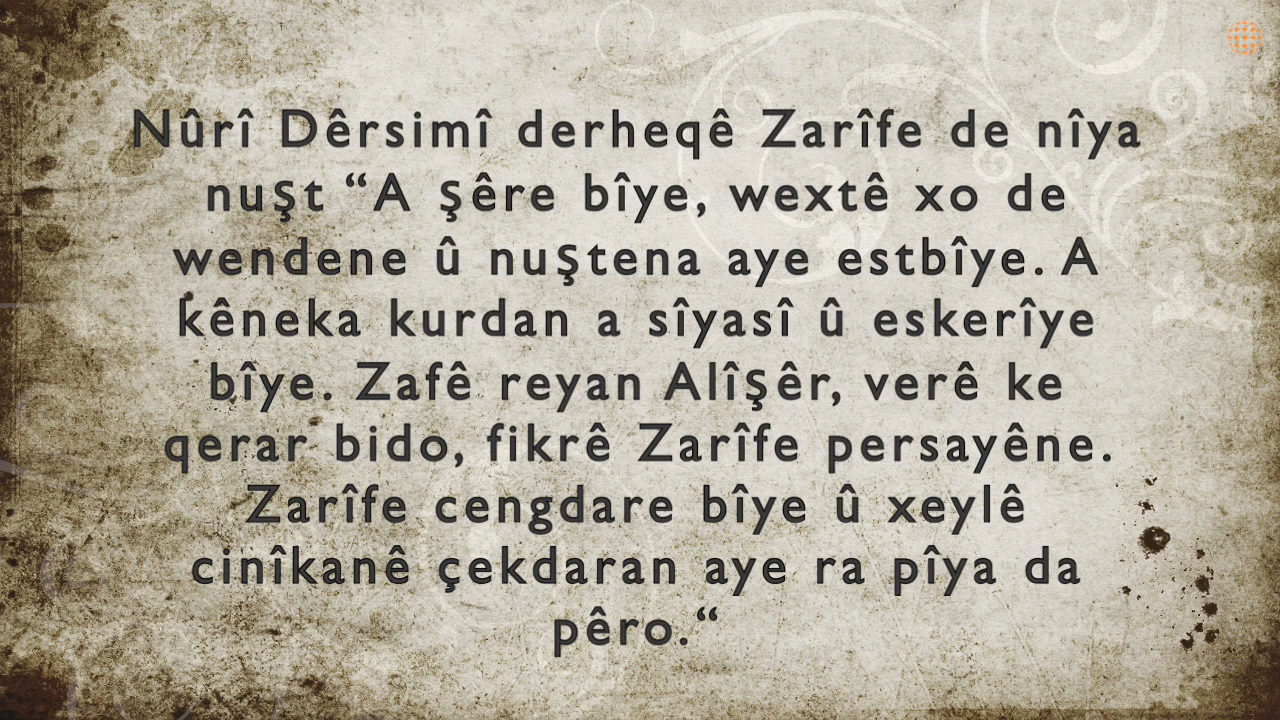 Nûrî Dêrsimî derheqê Zarîfe de nîya
nuşt “A şêre bîye, wextê xo de
wendene û nuştena aye estbîye. A
kêneka kurdan a sîyasî û eskerîye
bîye. Zafê reyan Alîşêr, verê ke
qerar bido, fikrê Zarîfe persayêne.
Zarîfe cengdare bîye û xeylê
cinîkanê çekdaran aye ra pîya da
pêro.“